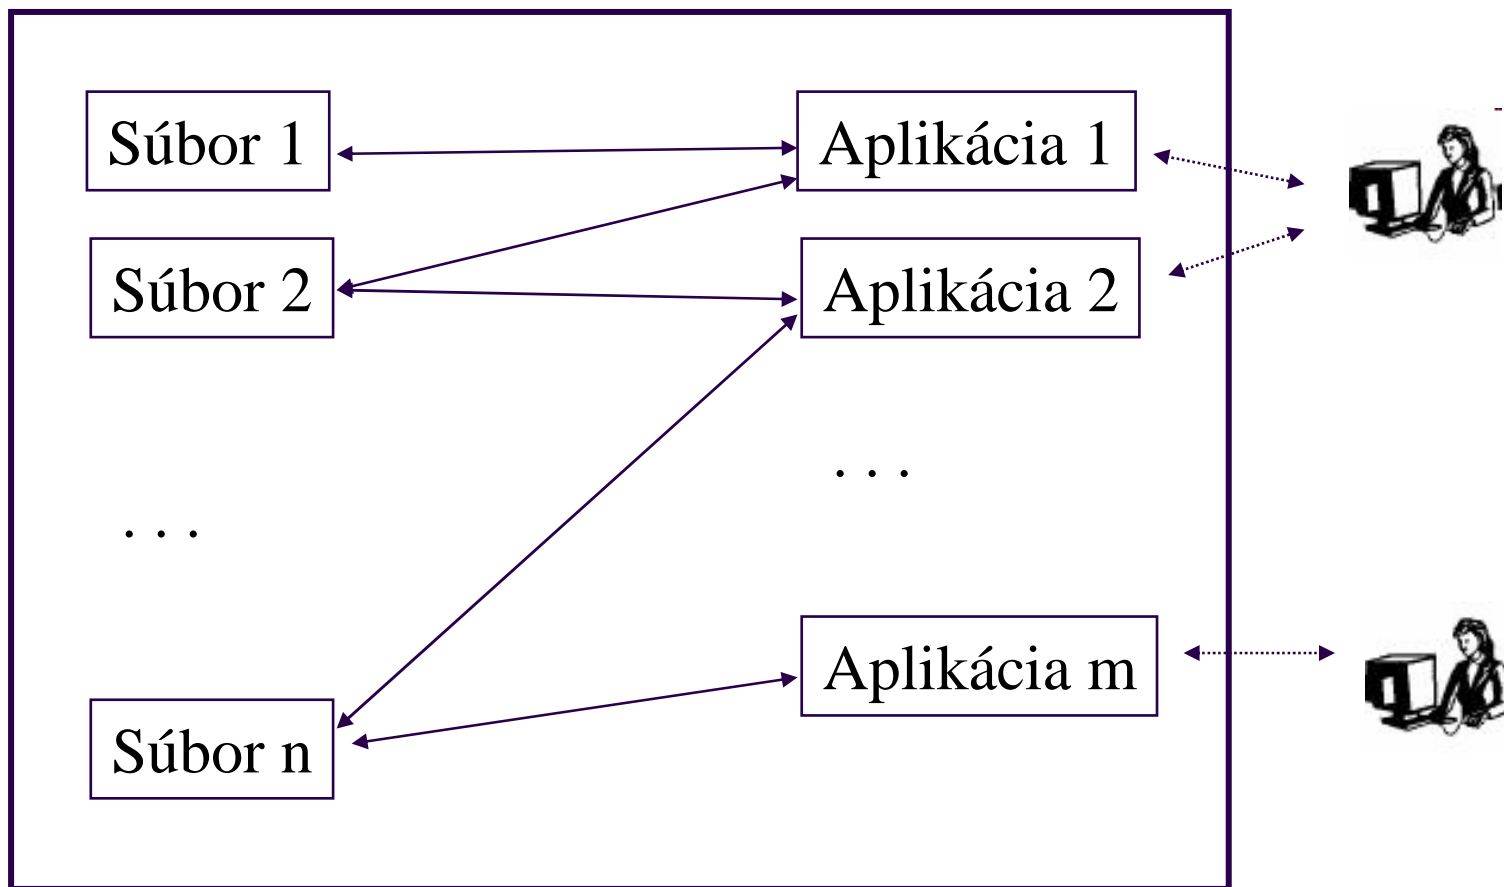 Súbor 1
Aplikácia 1
Súbor 2
Aplikácia 2
. . .
. . .
Aplikácia m
Súbor n